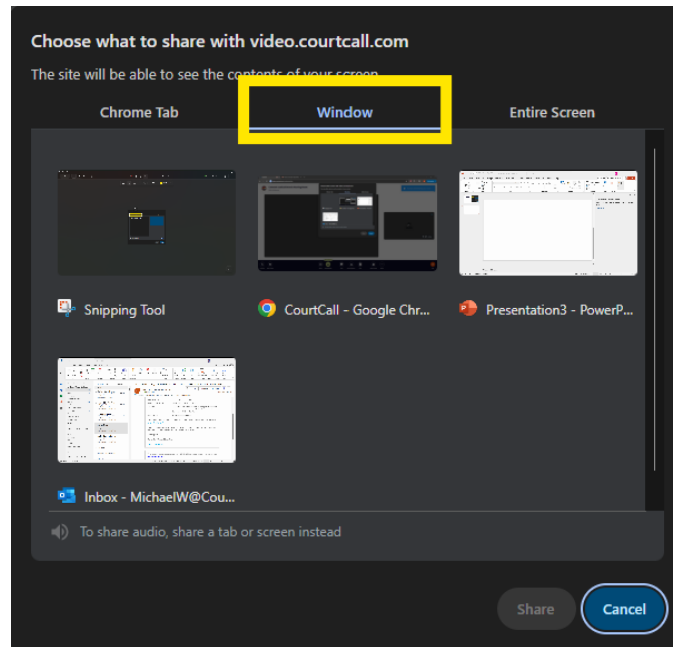 Choose what to share with video.courtcall.com
The site will be able to see the contents of your screen
Chrome Tab
Window
Entire Screen
Snipping Tool
CourtCall - Google Chr...
Presentation3 - PowerP...
Inbox - MichaelW@Cou...
To share audio, share a tab or screen instead
Share
Cancel